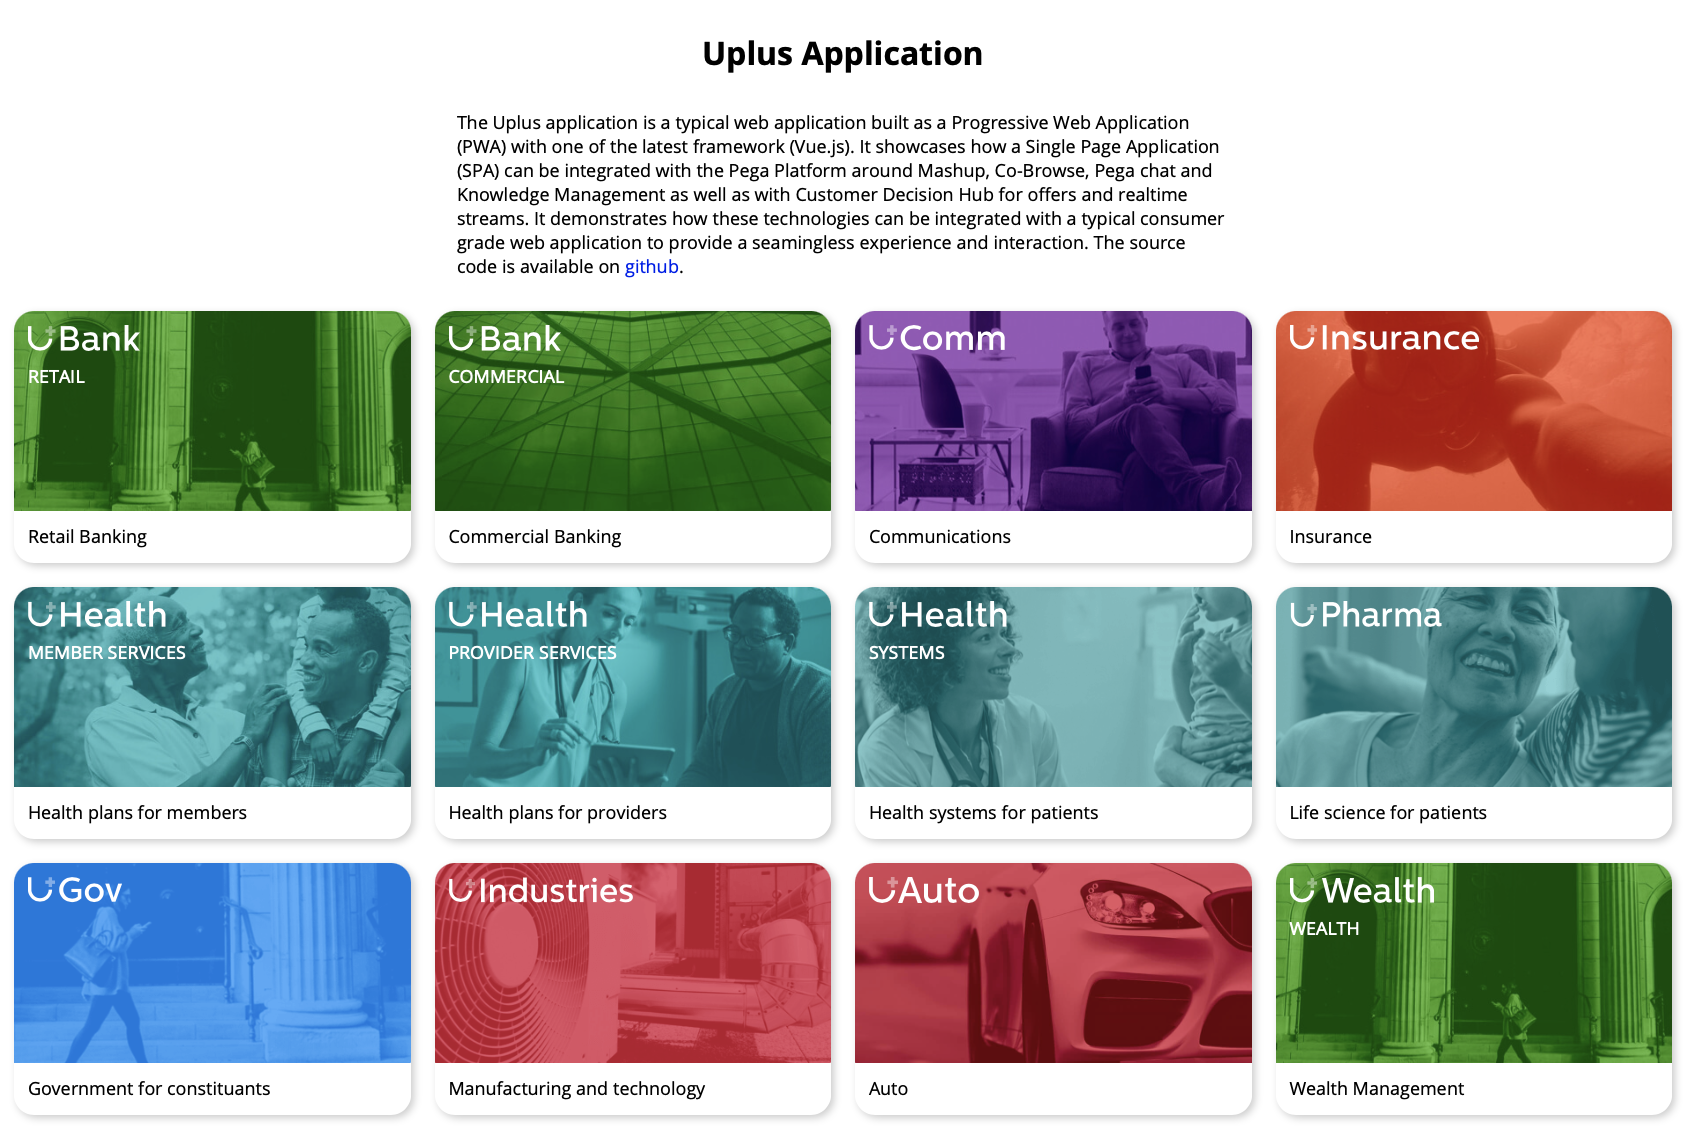 Uplus Application
The Uplus application is a typical web application built as a Progressive Web Application
(PWA) with one of the latest framework (Vue.js). It showcases how a Single Page Application
(SPA) can be integrated with the Pega Platform around Mashup, Co-Browse, Pega chat and
Knowledge Management as well as with Customer Decision Hub for offers and realtime
streams. It demonstrates how these technologies can be integrated with a typical consumer
grade web application to provide a seamingless experience and interaction. The source
code is available on github.
U+Bank
RETAIL
Retail Banking
U+Bank
COMMERCIAL
Commercial Banking
U+Comm
Communications
U+Insurance
Insurance
U+Health
MEMBER SERVICES
Health plans for members
U+Health
PROVIDER SERVICES
Health plans for providers
U+Health
SYSTEMS
Health systems for patients
U+Pharma
Life science for patients
U+Gov
Government for constituants
U+Industries
Manufacturing and technology
U+Auto
Auto
U+Wealth
WEALTH
Wealth Management